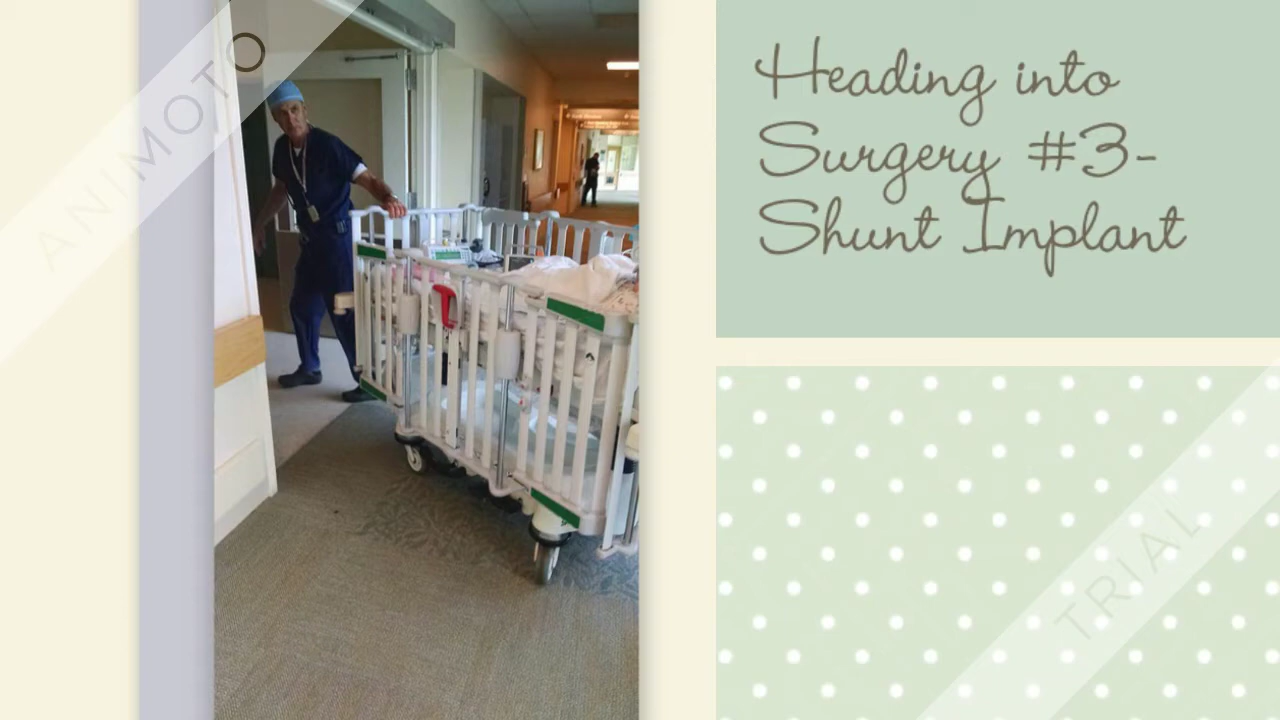 ANIMOTO
Heading into
Surgery #3-
Shunt Implant
TRIAL